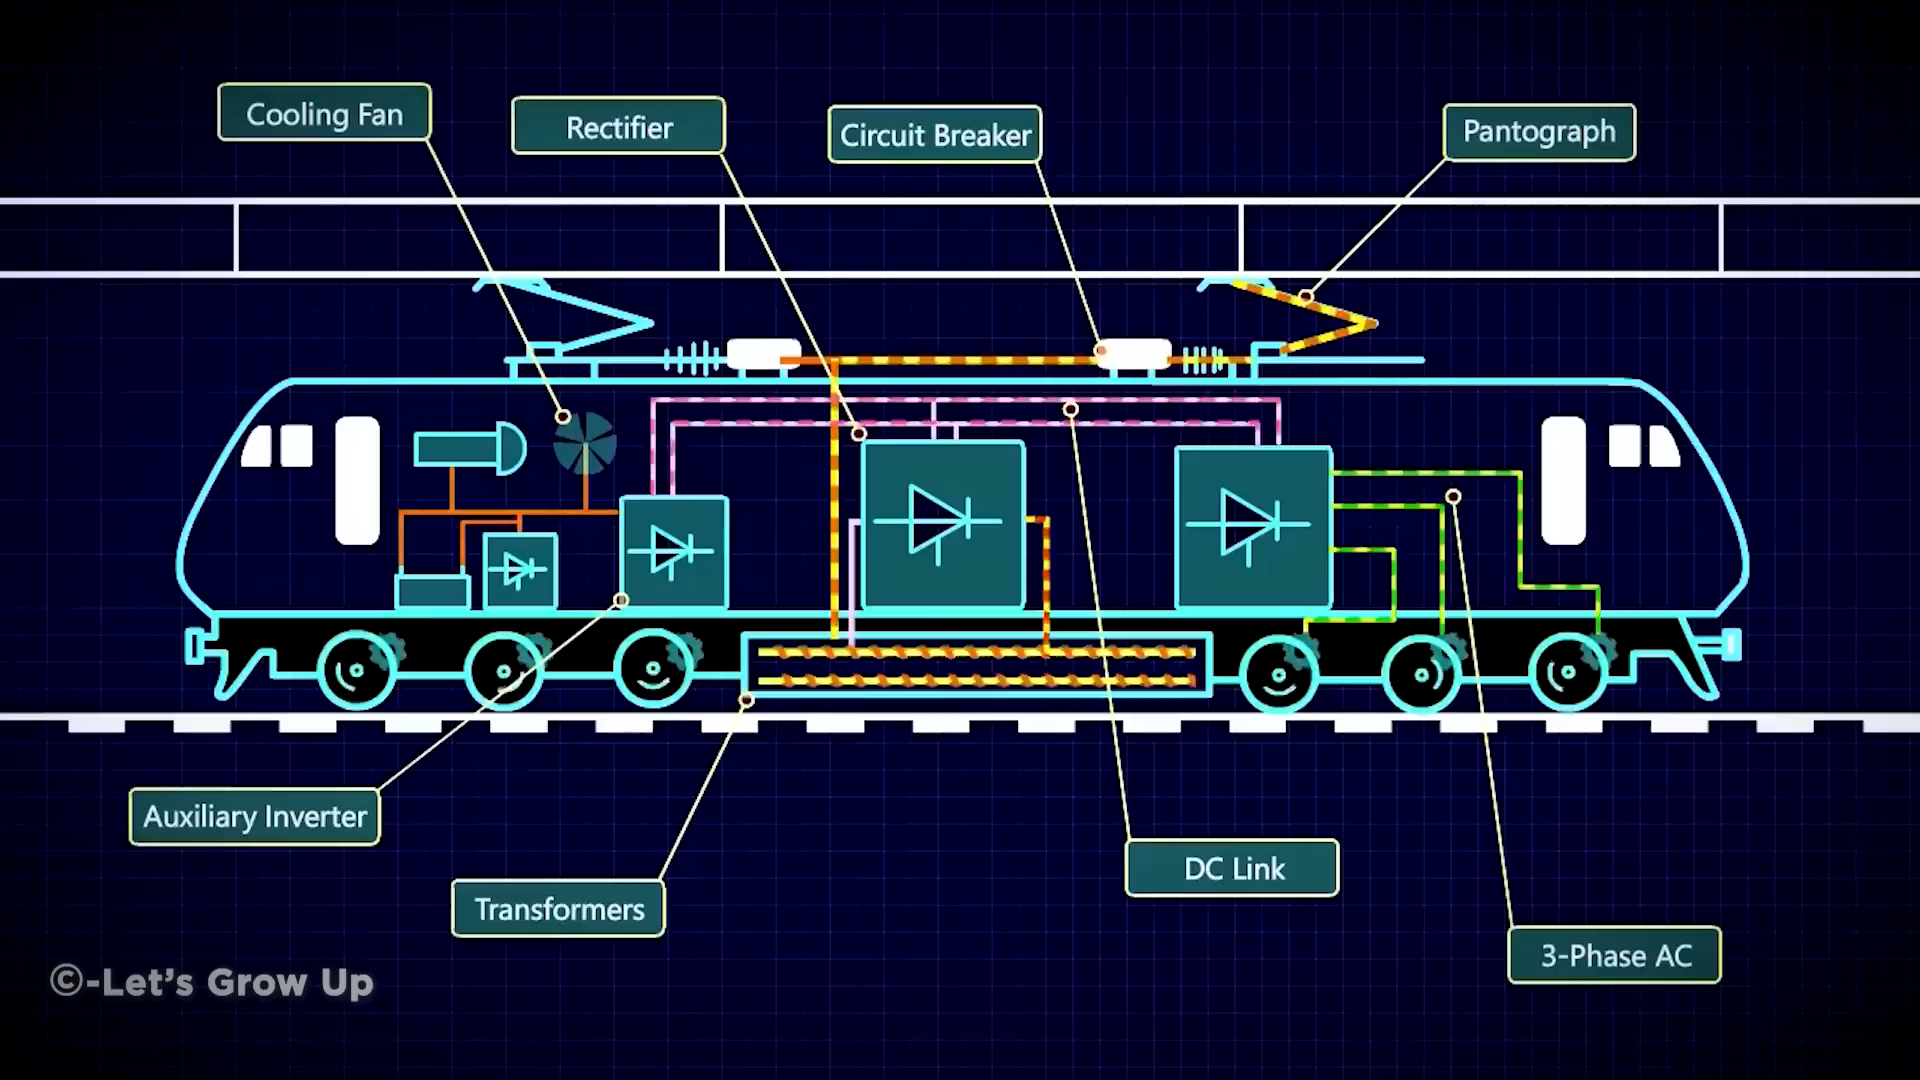 Cooling Fan
Rectifier
Circuit Breaker
Pantograph
Auxiliary Inverter
Transformers
DC Link
3-Phase AC
©-Let's Grow Up